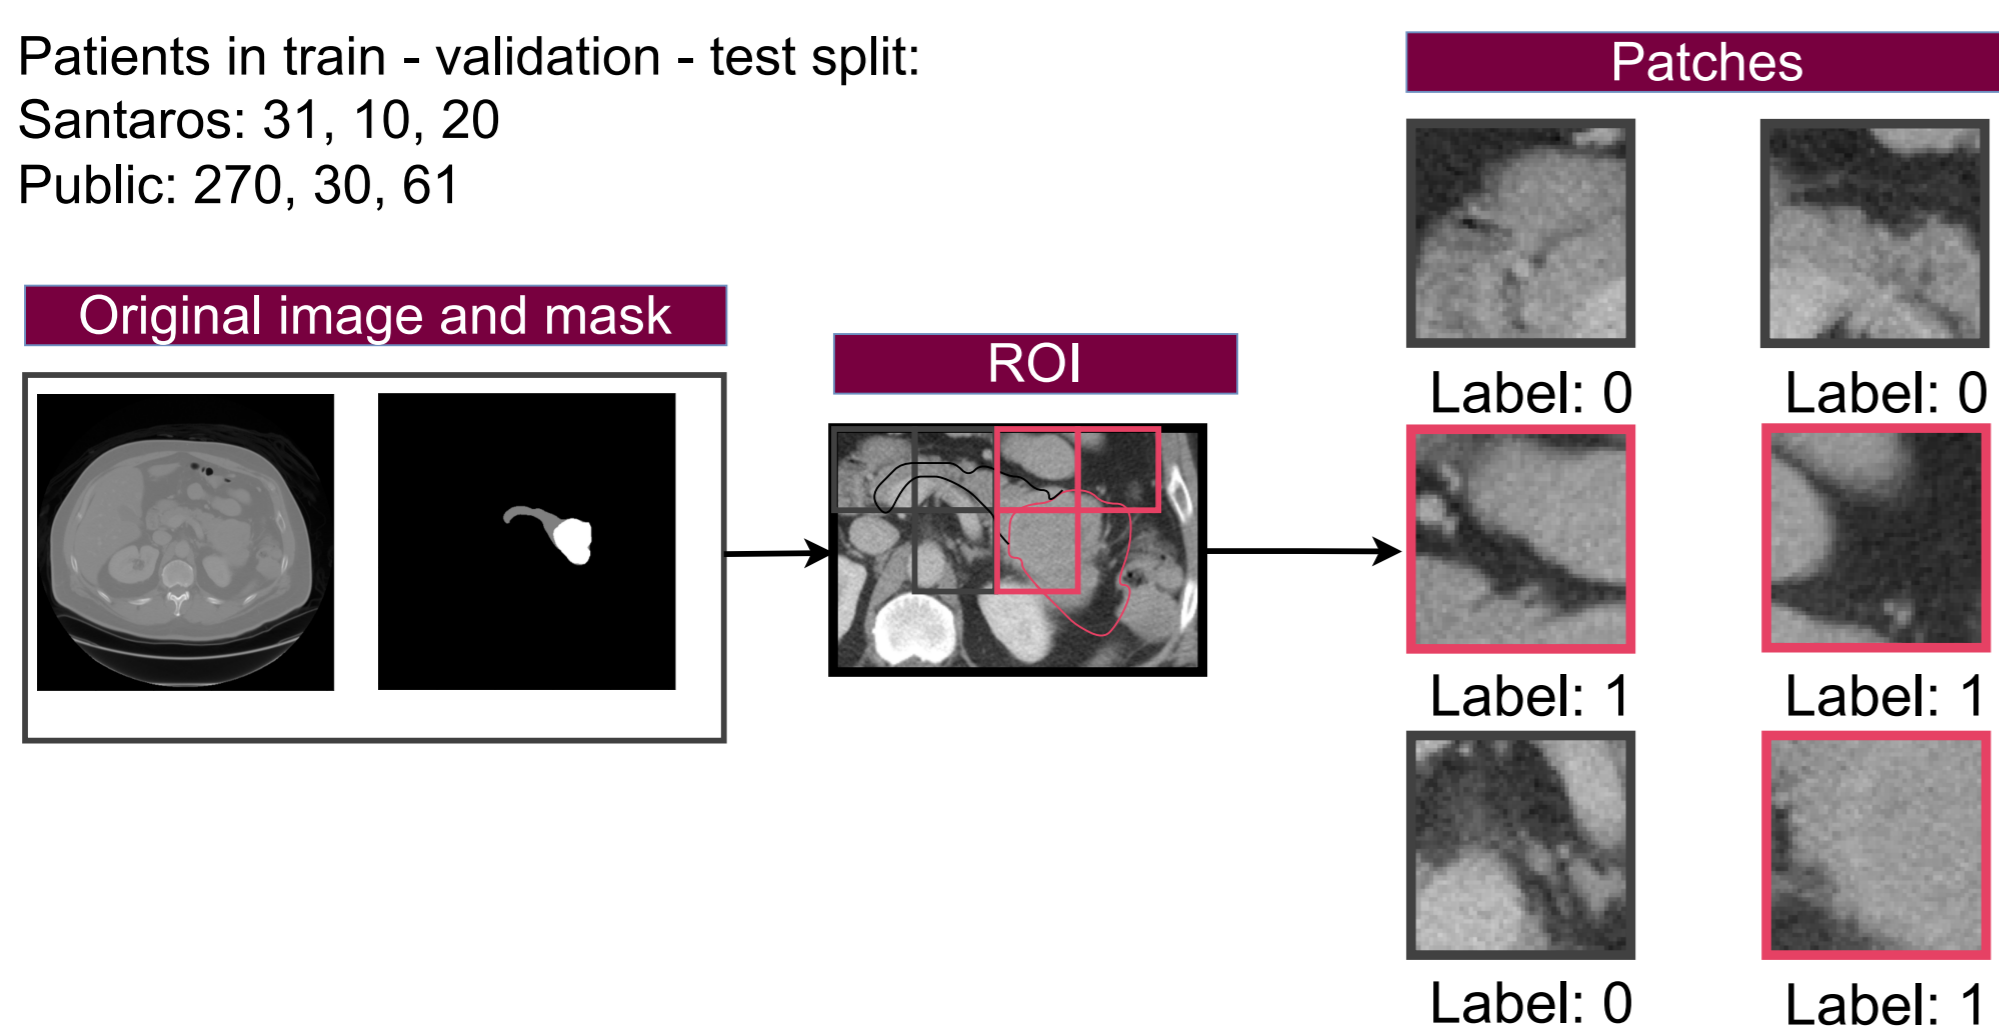 Patients in train - validation - test split:
Santaros: 31, 10, 20
Public: 270, 30, 61
Original image and mask
ROI
Patches
Label: 0
Label: 0
Label: 1
Label: 1
Label: 0
Label: 1